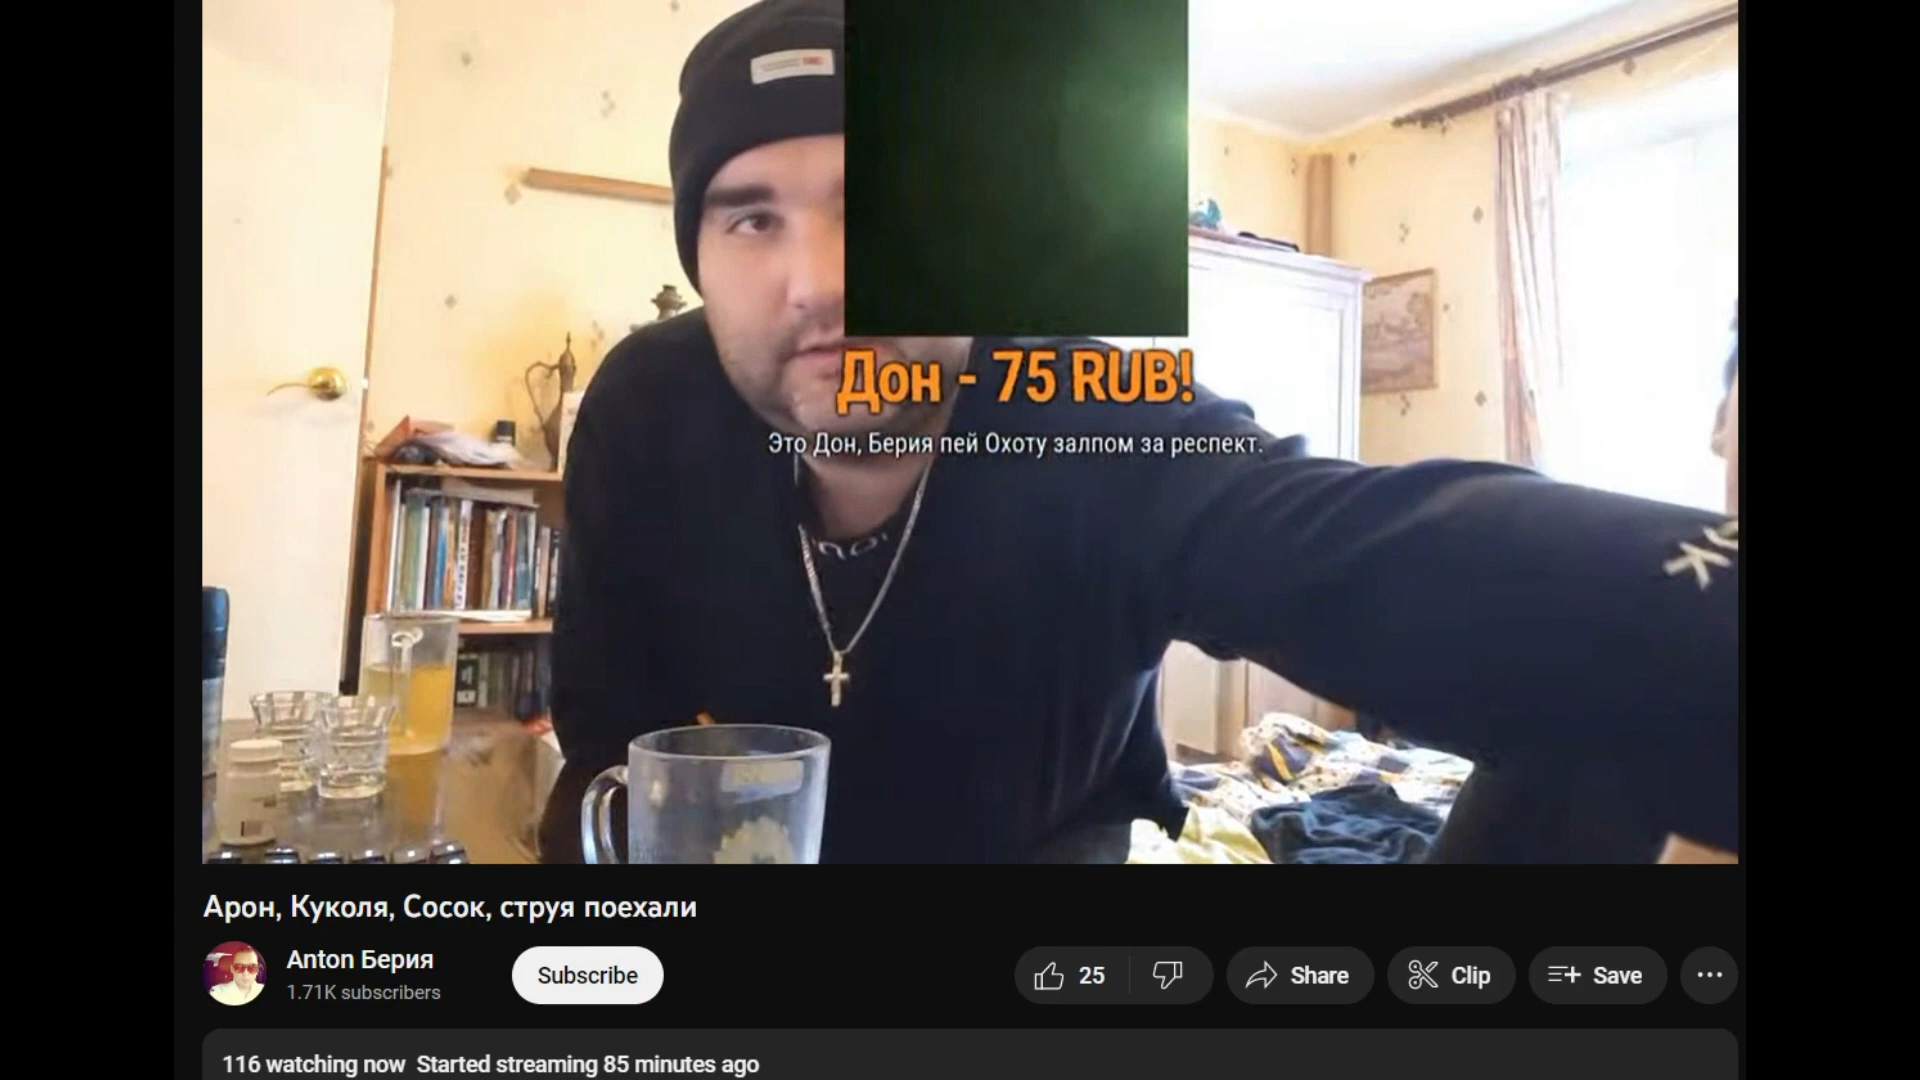 Дон - 75 RUB!
Это Дон, Берия пей Охоту залпом за респект.
Арон, Куколя, Сосок, струя поехали
Anton Берия
1.71K subscribers
Subscribe
25
Share
Clip
Save
116 watching now Started streaming 85 minutes ago